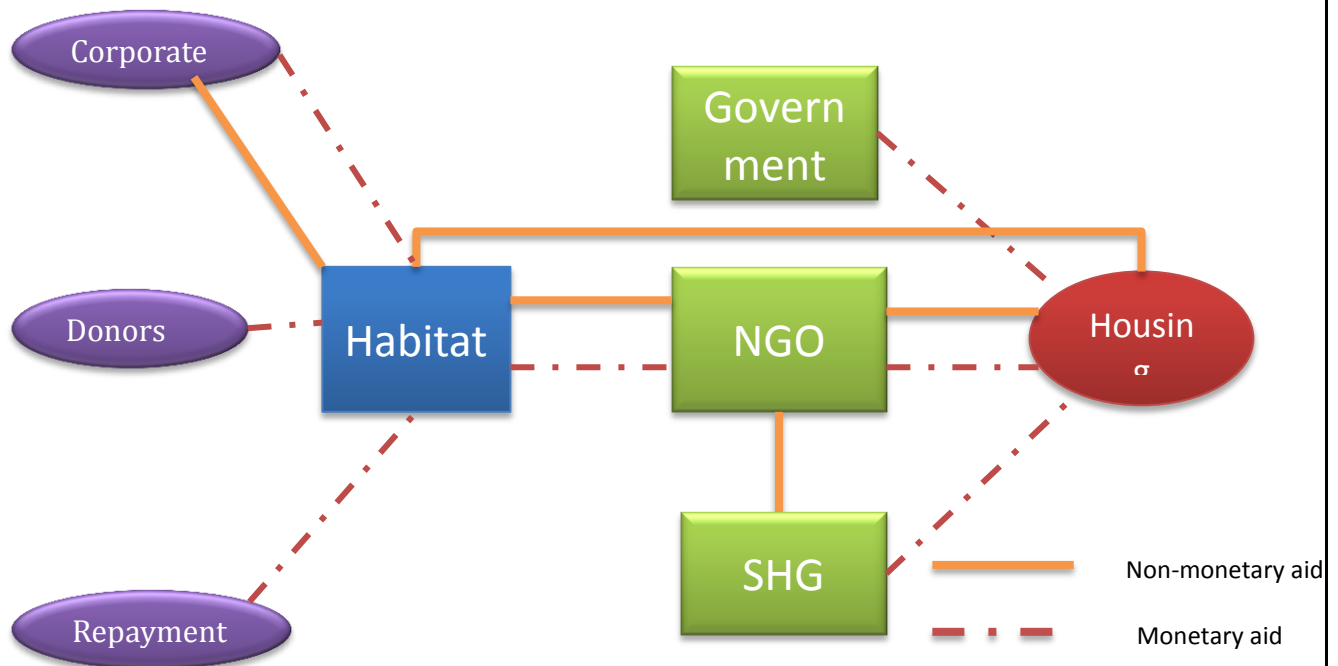 Corporate
Govern
ment
Donors
Habitat
NGO
Housin
g
SHG
Non-monetary aid
Repayment
Monetary aid